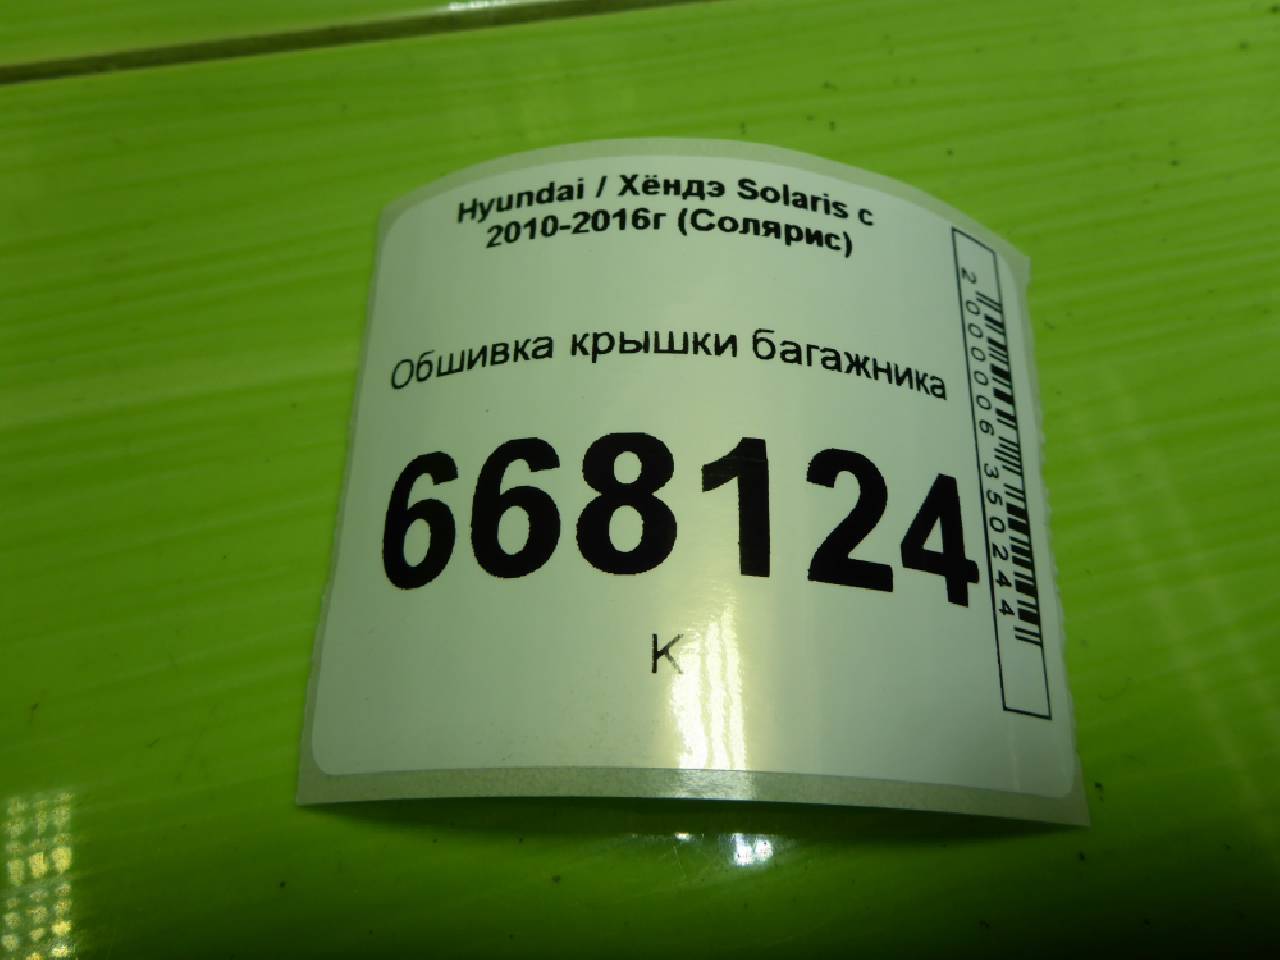 Hyundai / Хёндэ Solaris с
2010-2016г (Солярис)
Обшивка крышки багажника
668124
К
2000006350244